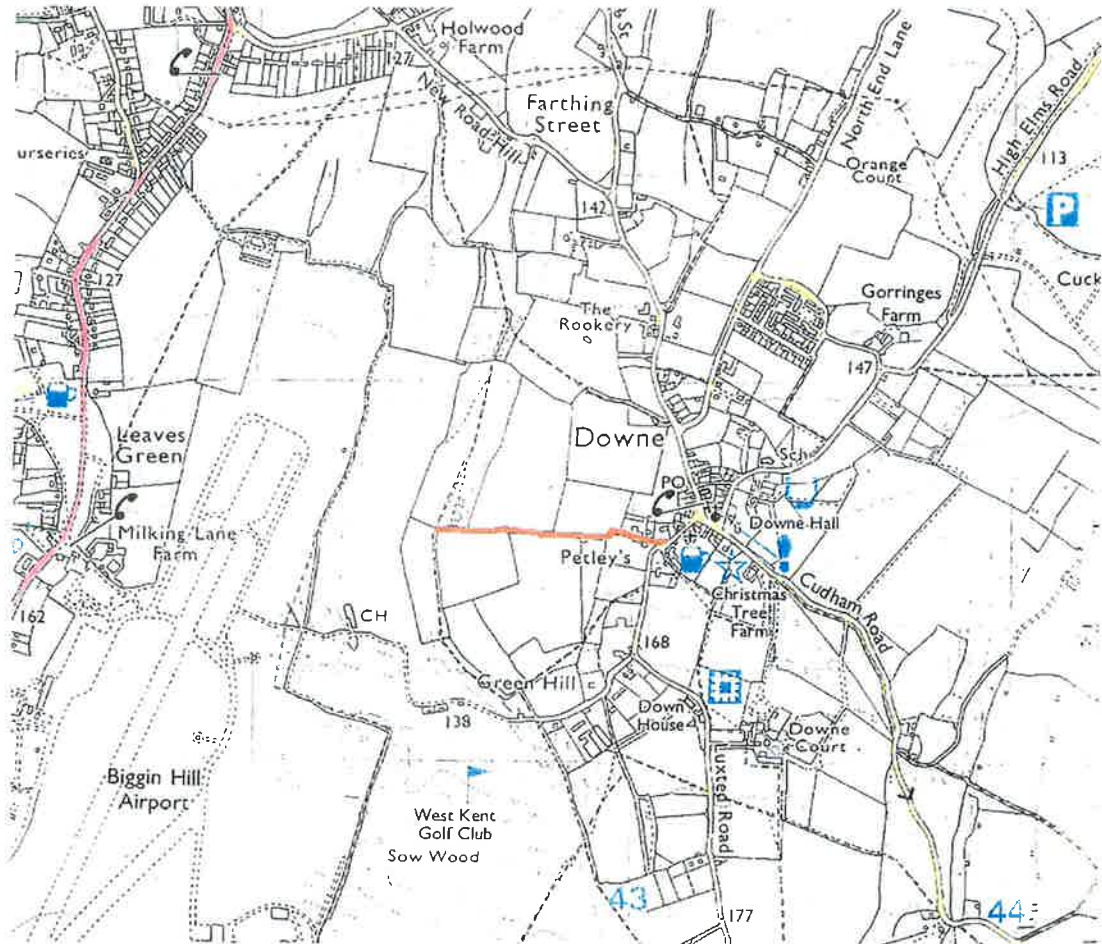 Holwood
Farm
127
New Road Hill
Farthing
Street
St
North End Lane
High Elms Road
113
P
urseries
Orange
Court
142
127
Cuck
Gorringes
Farm
The
Rookery
147
Leaves
Green
Downe
Sch
PO
Downe Hall
Milking Lane
Farm
Petley's
Christmas
Tree
Farm
Cudham Road
162
CH
168
Green Hill
138
Down
House
Downe
Court
Biggin Hill
Airport
Luxted Road
West Kent
Golf Club
Sow Wood
43
177
44